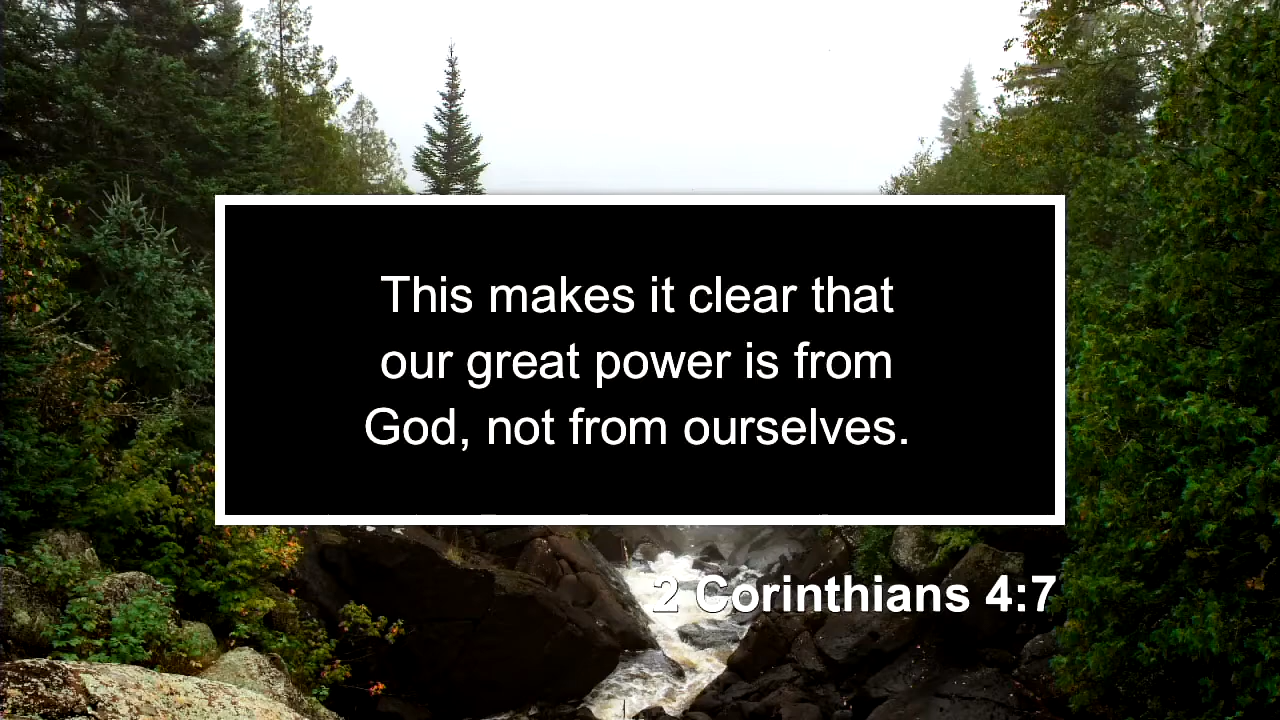 This makes it clear that
our great power is from
God, not from ourselves.
2 Corinthians 4:7